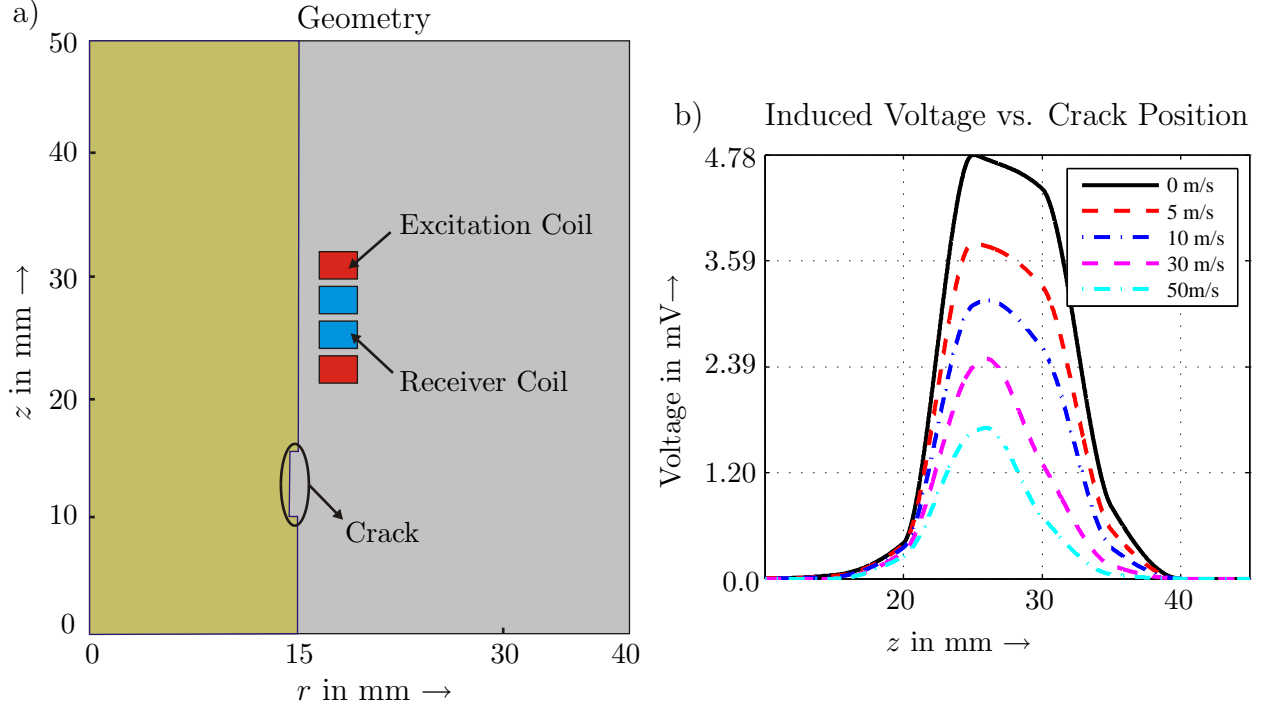 a)
Geometry
50
40
30
20
10
0
z in mm →
Excitation Coil
Receiver Coil
Crack
0
15
30
40
r in mm →
b)
Induced Voltage vs. Crack Position
4.78
3.59
2.39
1.20
0.0
Voltage in mV→
0 m/s
5 m/s
10 m/s
30 m/s
50m/s
20
30
40
z in mm →